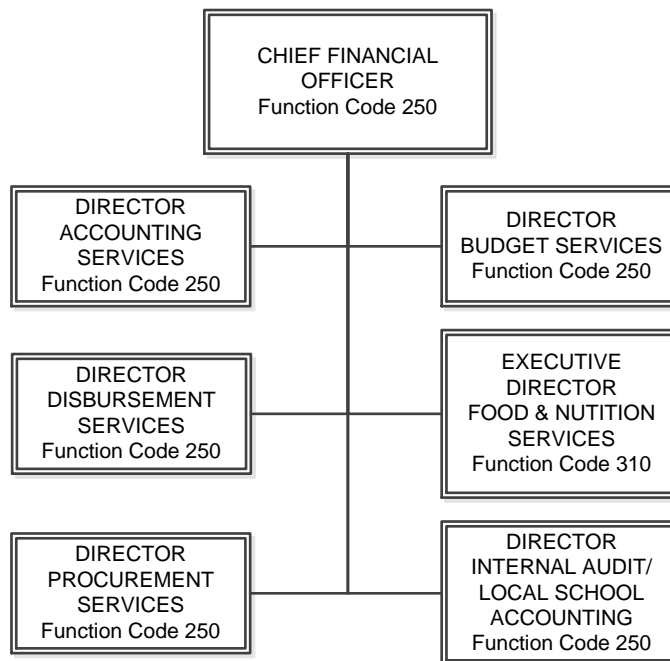 CHIEF FINANCIAL
OFFICER
Function Code 250
DIRECTOR
ACCOUNTING
SERVICES
Function Code 250
DIRECTOR
BUDGET SERVICES
Function Code 250
DIRECTOR
DISBURSEMENT
SERVICES
Function Code 250
EXECUTIVE
DIRECTOR
FOOD & NUTITION
SERVICES
Function Code 310
DIRECTOR
PROCUREMENT
SERVICES
Function Code 250
DIRECTOR
INTERNAL AUDIT/
LOCAL SCHOOL
ACCOUNTING
Function Code 250